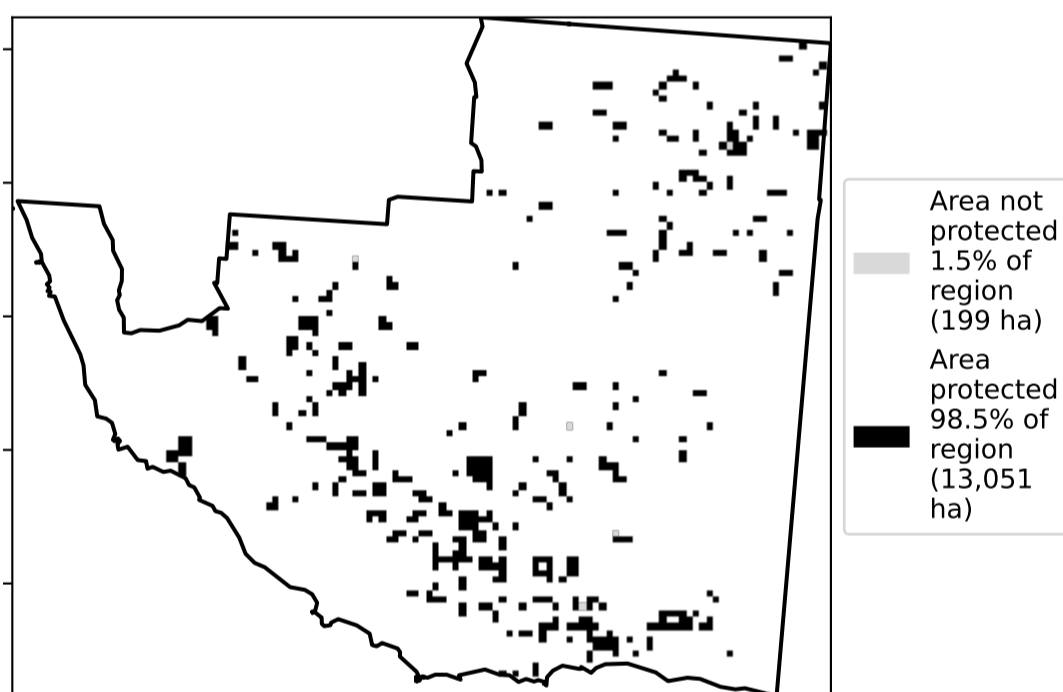 Area not
protected
1.5% of
region
(199 ha)
Area
protected
98.5% of
region
(13,051
ha)